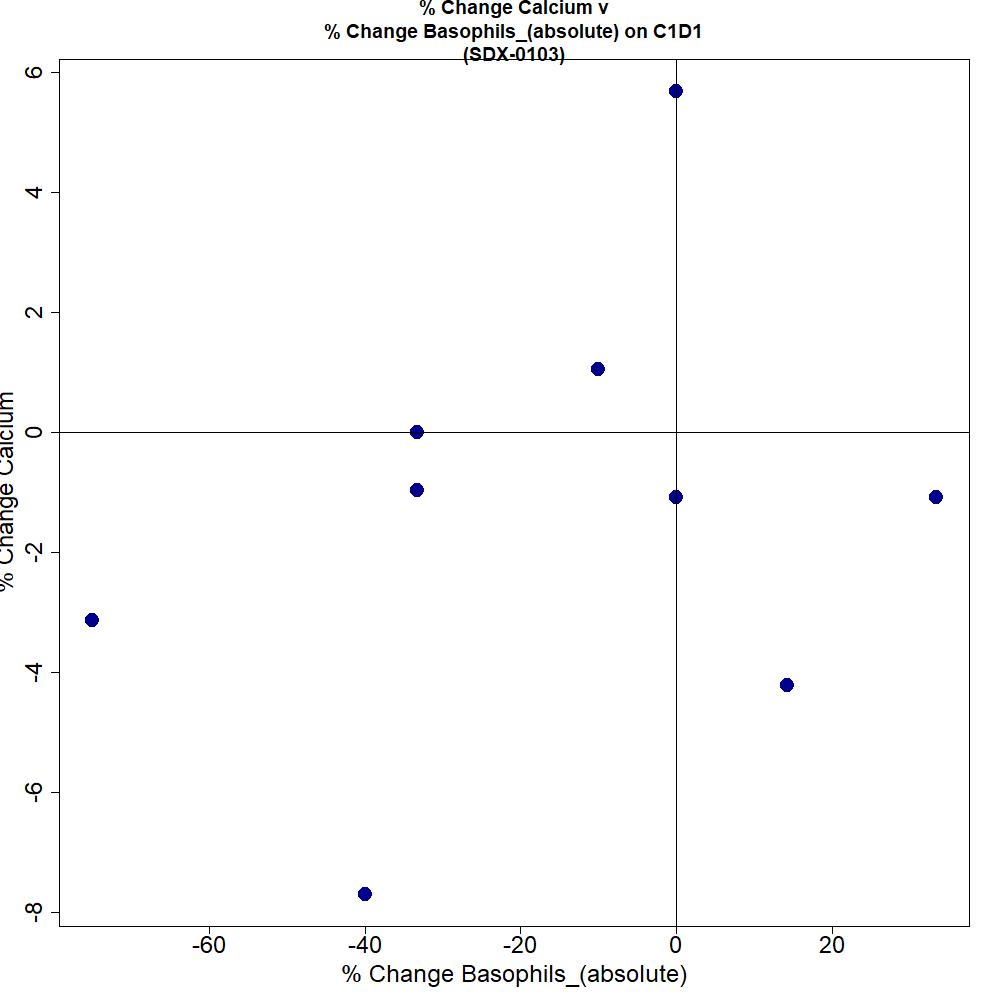 % Change Calcium v
% Change Basophils_(absolute) on C1D1
(SDX-0103)
6
4
2
0
-2
-4
-6
-8
% Change Calcium
-60
-40
-20
0
20
% Change Basophils_(absolute)